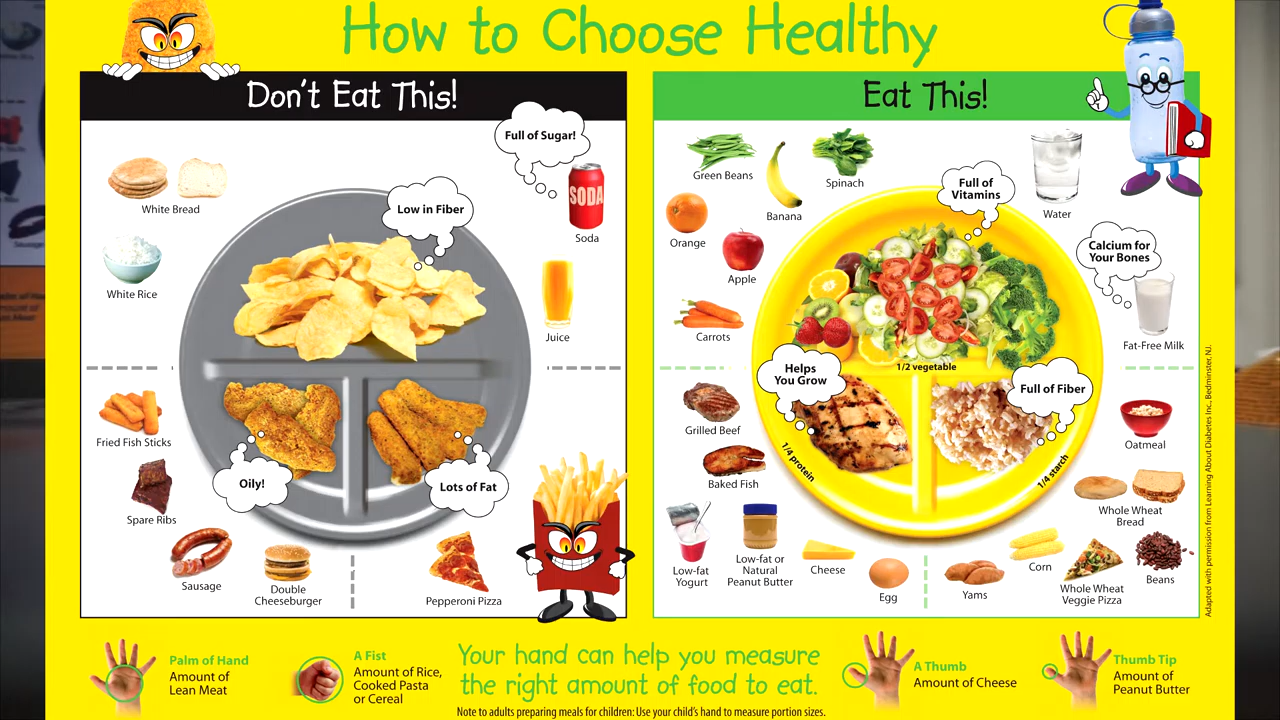 How to Choose Healthy
Don't Eat This!
Full of Sugar!
SODA
Soda
White Bread
Low in Fiber
White Rice
Juice
Fried Fish Sticks
Oily!
Lots of Fat
Spare Ribs
Sausage
Double
Cheeseburger
Pepperoni Pizza
Eat This!
Green Beans
Banana
Spinach
Full of
Vitamins
Water
Orange
Apple
Calcium for
Your Bones
Carrots
Fat-Free Milk
Helps
You Grow
1/2 vegetable
Full of Fiber
Grilled Beef
Oatmeal
1/4 protein
1/4 starch
Baked Fish
Whole Wheat
Bread
Low-fat
Yogurt
Low-fat or
Natural
Peanut Butter
Cheese
Egg
Yams
Corn
Whole Wheat
Veggie Pizza
Beans
Adapted with permission from Learning About Diabetes Inc., Bedminster, NJ.
Palm of Hand
Amount of
Lean Meat
A Fist
Amount of Rice,
Cooked Pasta
or Cereal
Your hand can help you measure
the right amount of food to eat.
Note to adults preparing meals for children: Use your child's hand to measure portion sizes.
A Thumb
Amount of Cheese
Thumb Tip
Amount of
Peanut Butter